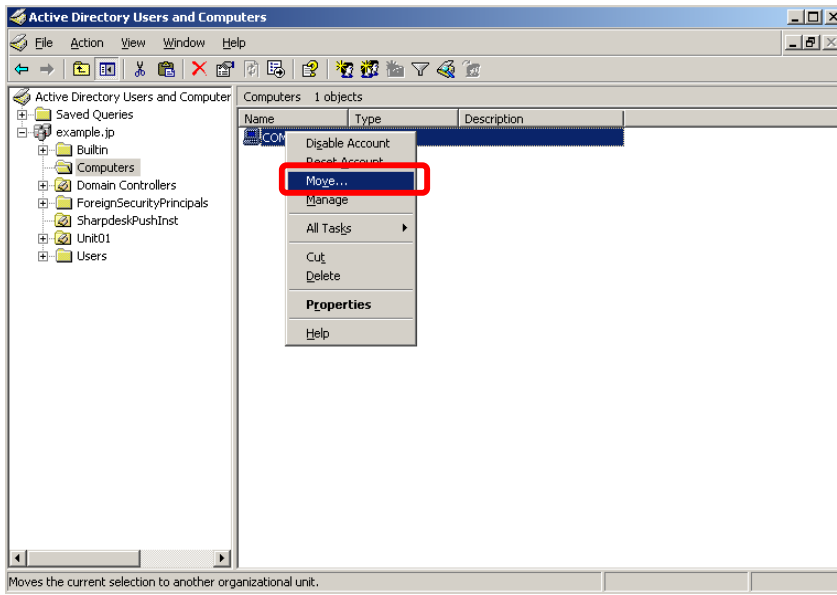 Active Directory Users and Computers
File Action View Window Help
Active Directory Users and Computer
Saved Queries
example.jp
Builtin
Computers
Domain Controllers
ForeignSecurityPrincipals
SharpdeskPushInst
Unit01
Users
Computers 1 objects
Name Type Description
COM
Disable Account
Reset Account
Move...
Manage
All Tasks
Cut
Delete
Properties
Help
Moves the current selection to another organizational unit.